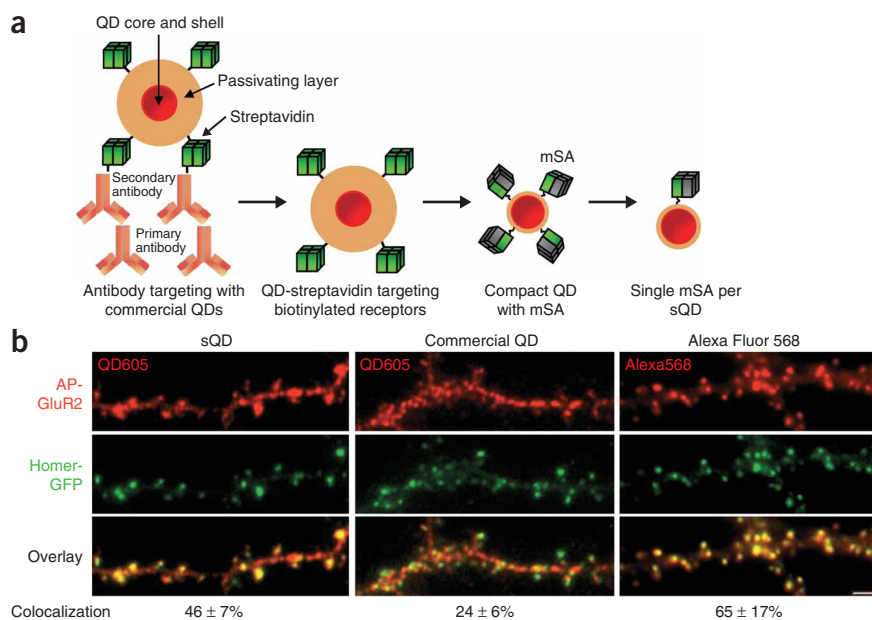 a
QD core and shell
Passivating layer
Streptavidin
Secondary
antibody
Primary
antibody
mSA
Antibody targeting with
commercial QDs
QD-streptavidin targeting
biotinylated receptors
Compact QD
with mSA
Single mSA per
sQD
b
sQD
Commercial QD
Alexa Fluor 568
AP-
GluR2
QD605
QD605
Alexa568
Homer-
GFP
Overlay
Colocalization 46 ± 7% 24 ± 6% 65 ± 17%